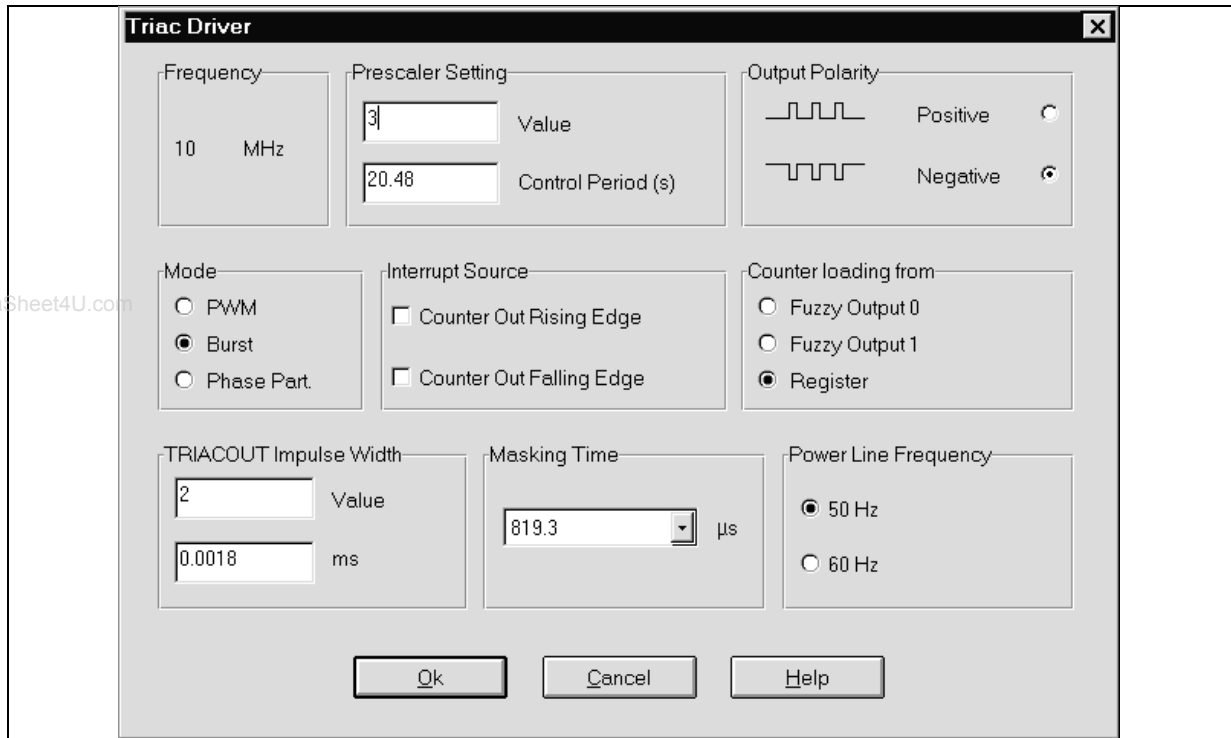 Triac Driver
Frequency
10 MHz
Prescaler Setting
3 Value
20.48 Control Period (s)
Output Polarity
Positive
Negative
Mode
PWM
Burst
Phase Part.
Interrupt Source
Counter Out Rising Edge
Counter Out Falling Edge
Counter loading from
Fuzzy Output 0
Fuzzy Output 1
Register
TRIACOUT Impulse Width
2 Value
0.0018 ms
Masking Time
819.3 µs
Power Line Frequency
50 Hz
60 Hz
Ok Cancel Help
Sheet4U.com